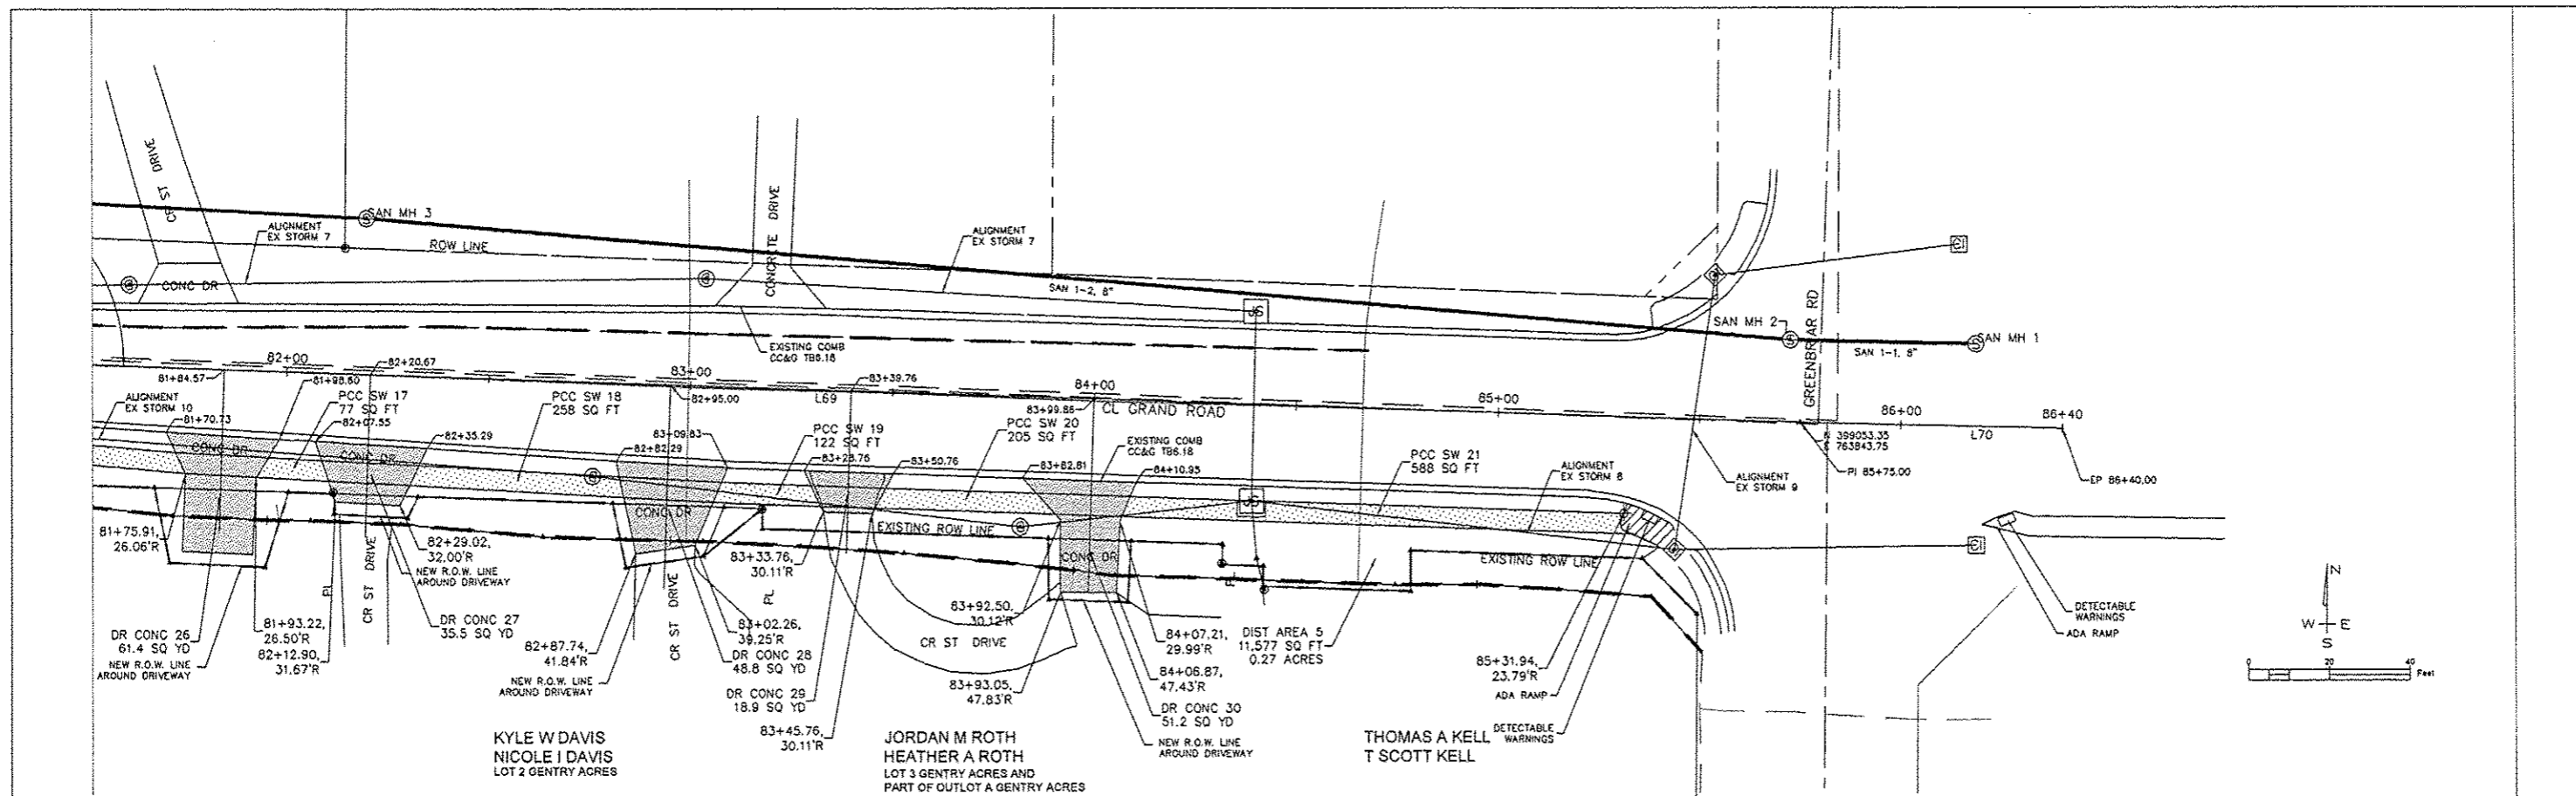 CR ST DRIVE
SAN MH 3
ALIGNMENT
EX STORM 7
ROW LINE
CONC DR
CONCRETE DRIVE
ALIGNMENT
EX STORM 7
SAN 1-2, 8"
JS
EXISTING COMB
CC&G TB6.18
SAN MH 2
GREENBRIAR RD
SAN 1-1, 8"
SAN MH 1
81+84.57
82+00
82+20.67
81+98.60
83+00
82+95.00
L69
83+39.76
84+00
83+99.86
CL GRAND ROAD
85+00
86+00
86+40
L70
N 399053.35
E 763843.75
PI 85+75.00
EP 86+40.00
ALIGNMENT
EX STORM 10
81+70.73
PCC SW 17
77 SQ FT
82+07.55
82+35.29
PCC SW 18
258 SQ FT
83+09.83
82+82.29
PCC SW 19
122 SQ FT
83+28.76
83+50.76
PCC SW 20
205 SQ FT
83+82.81
EXISTING COMB
CC&G TB6.18
84+10.95
PCC SW 21
588 SQ FT
ALIGNMENT
EX STORM 8
ALIGNMENT
EX STORM 9
CONC DR
CONC DR
CONC DR
EXISTING ROW LINE
JS
CONC DR
EXISTING ROW LINE
81+75.91,
26.06'R
82+29.02,
32.00'R
NEW R.O.W. LINE
AROUND DRIVEWAY
PL
CR ST DRIVE
DR CONC 27
35.5 SQ YD
DR CONC 26
61.4 SQ YD
NEW R.O.W. LINE
AROUND DRIVEWAY
81+93.22,
26.50'R
82+12.90,
31.67'R
82+87.74,
41.84'R
NEW R.O.W. LINE
AROUND DRIVEWAY
CR ST DRIVE
PL
83+02.26,
39.25'R
DR CONC 28
48.8 SQ YD
DR CONC 29
18.9 SQ YD
83+45.76,
30.11'R
83+33.76,
30.11'R
CR ST DRIVE
83+92.50,
30.12'R
83+93.05,
47.83'R
84+07.21,
29.99'R
84+06.87,
47.43'R
DR CONC 30
51.2 SQ YD
NEW R.O.W. LINE
AROUND DRIVEWAY
PL
DIST AREA 5
11,577 SQ FT
0.27 ACRES
85+31.94,
23.79'R
ADA RAMP
DETECTABLE
WARNINGS
DETECTABLE
WARNINGS
ADA RAMP
N
W E
S
0 20 40
Feet
KYLE W DAVIS
NICOLE I DAVIS
LOT 2 GENTRY ACRES
JORDAN M ROTH
HEATHER A ROTH
LOT 3 GENTRY ACRES AND
PART OF OUTLOT A GENTRY ACRES
THOMAS A KELL
T SCOTT KELL